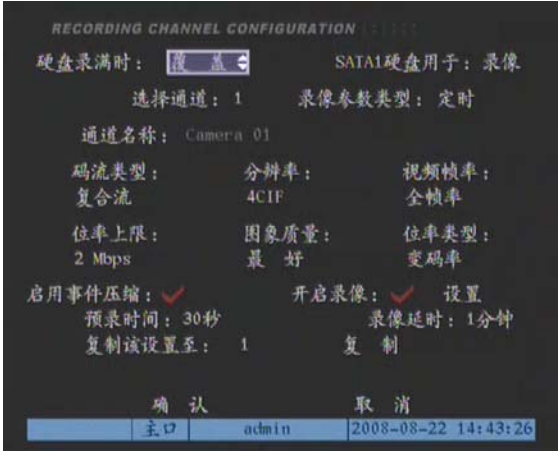 RECORDING CHANNEL CONFIGURATION
硬盘录满时： 覆 盖 SATA1硬盘用于：录像
选择通道：1 录像参数类型：定时
通道名称：Camera 01
码流类型： 分辨率： 视频帧率：
复合流 4CIF 全帧率
位率上限： 图象质量： 位率类型：
2 Mbps 最 好 变码率
启用事件压缩： 开启录像： 设置
预录时间：30秒 录像延时：1分钟
复制该设置至： 1 复 制
确 认 取 消
主口 admin 2008-08-22 14:43:26